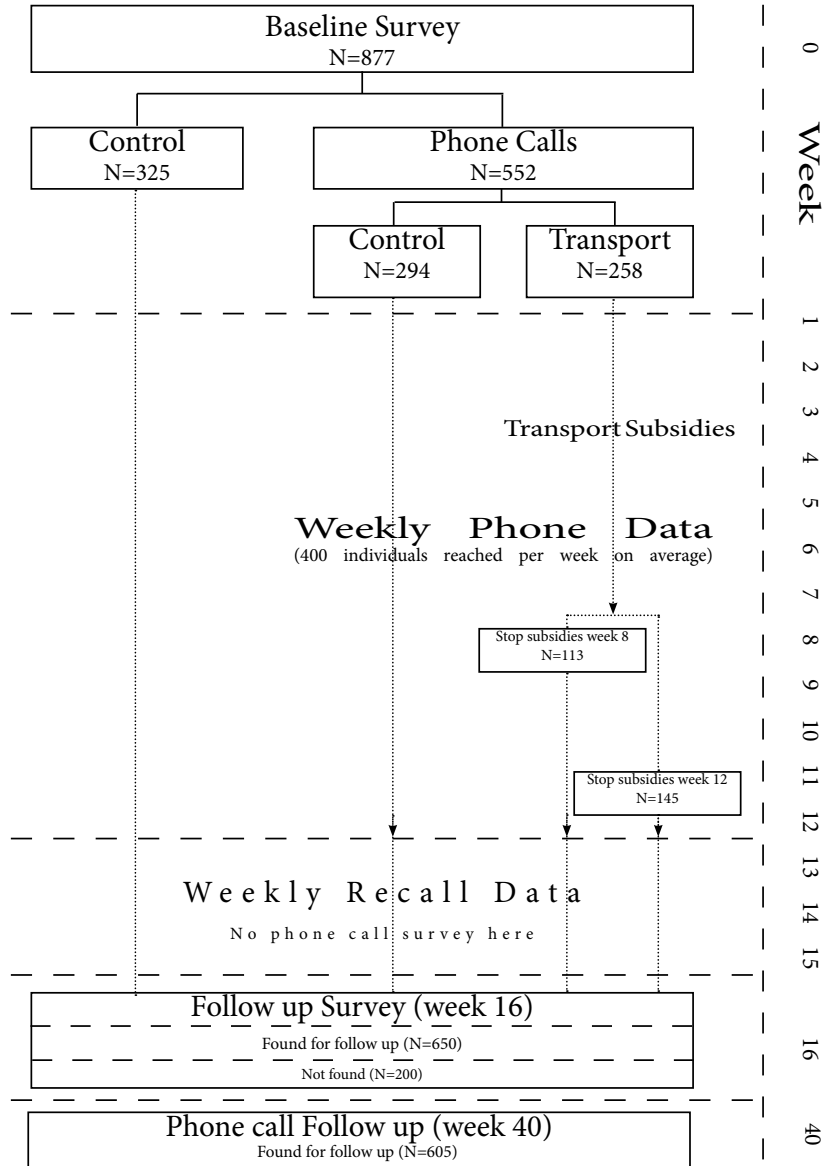 Baseline Survey
N=877
Control
N=325
Phone Calls
N=552
Control
N=294
Transport
N=258
Transport Subsidies
Weekly Phone Data
(400 individuals reached per week on average)
Stop subsidies week 8
N=113
Stop subsidies week 12
N=145
Weekly Recall Data
No phone call survey here
Follow up Survey (week 16)
Found for follow up (N=650)
Not found (N=200)
Phone call Follow up (week 40)
Found for follow up (N=605)
Week
0
1
2
3
4
5
6
7
8
9
10
11
12
13
14
15
16
40